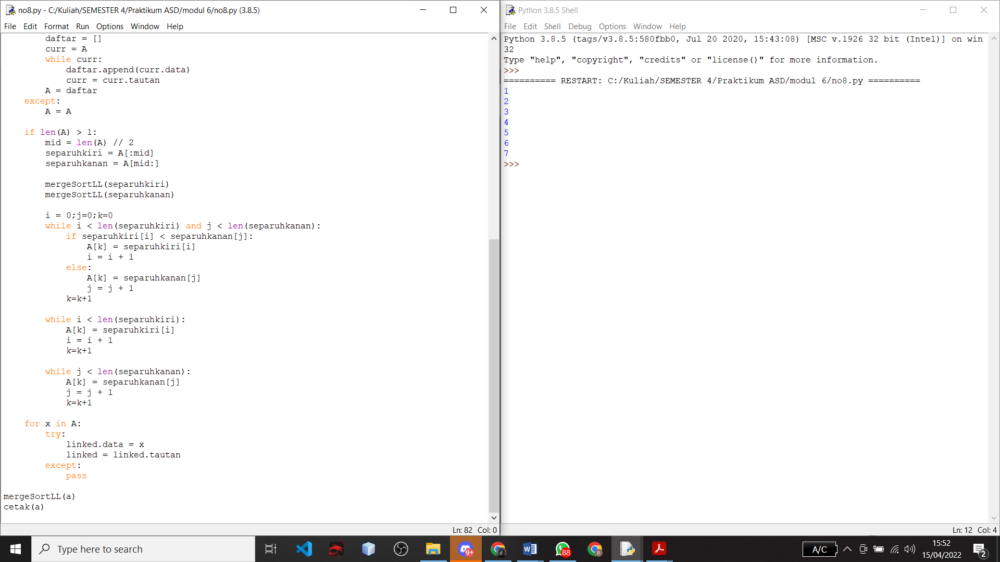 no8.py - C:/Kuliah/SEMESTER 4/Praktikum ASD/modul 6/no8.py (3.8.5)
File Edit Format Run Options Window Help
        daftar = []
        curr = A
        while curr:
            daftar.append(curr.data)
            curr = curr.tautan
        A = daftar
    except:
        A = A
    if len(A) > 1:
        mid = len(A) // 2
        separuhkiri = A[:mid]
        separuhkanan = A[mid:]
        mergeSortLL(separuhkiri)
        mergeSortLL(separuhkanan)
        i = 0;j=0;k=0
        while i < len(separuhkiri) and j < len(separuhkanan):
            if separuhkiri[i] < separuhkanan[j]:
                A[k] = separuhkiri[i]
                i = i + 1
            else:
                A[k] = separuhkanan[j]
                j = j + 1
            k=k+1
        while i < len(separuhkiri):
            A[k] = separuhkiri[i]
            i = i + 1
            k=k+1
        while j < len(separuhkanan):
            A[k] = separuhkanan[j]
            j = j + 1
            k=k+1
    for x in A:
        try:
            linked.data = x
            linked = linked.tautan
        except:
            pass
mergeSortLL(a)
cetak(a)
Ln: 82 Col: 0
Python 3.8.5 Shell
File Edit Shell Debug Options Window Help
Python 3.8.5 (tags/v3.8.5:580fbb0, Jul 20 2020, 15:43:08) [MSC v.1926 32 bit (Intel)] on win
32
Type "help", "copyright", "credits" or "license()" for more information.
>>>
========== RESTART: C:/Kuliah/SEMESTER 4/Praktikum ASD/modul 6/no8.py ==========
1
2
3
4
5
6
7
>>>
Ln: 12 Col: 4
Type here to search
9+
88
D
A/C
15:52
15/04/2022
2